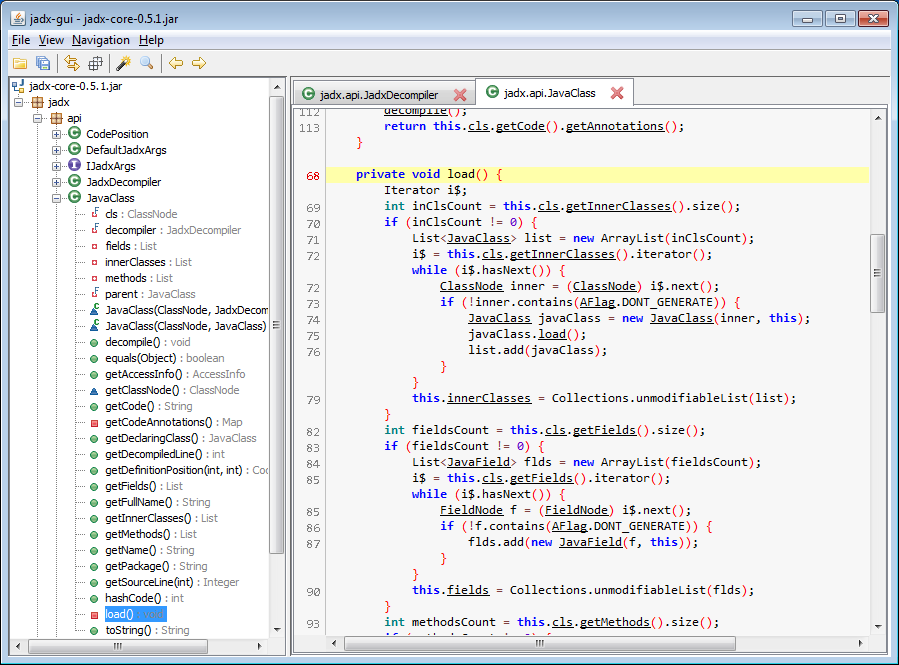 jadx-gui - jadx-core-0.5.1.jar
File View Navigation Help
jadx-core-0.5.1.jar
jadx
api
CodePosition
DefaultJadxArgs
IJadxArgs
JadxDecompiler
JavaClass
cls : ClassNode
decompiler : JadxDecompiler
fields : List
innerClasses : List
methods : List
parent : JavaClass
JavaClass(ClassNode, JadxDecom
JavaClass(ClassNode, JavaClass)
decompile() : void
equals(Object) : boolean
getAccessInfo() : AccessInfo
getClassNode() : ClassNode
getCode() : String
getCodeAnnotations() : Map
getDeclaringClass() : JavaClass
getDecompiledLine() : int
getDefinitionPosition(int, int) : Co
getFields() : List
getFullName() : String
getInnerClasses() : List
getMethods() : List
getName() : String
getPackage() : String
getSourceLine(int) : Integer
hashCode() : int
load() : void
toString() : String
jadx.api.JadxDecompiler
jadx.api.JavaClass
112 decompile();
113 return this.cls.getCode().getAnnotations();
}
68 private void load() {
Iterator i$;
69 int inClsCount = this.cls.getInnerClasses().size();
70 if (inClsCount != 0) {
71 List<JavaClass> list = new ArrayList(inClsCount);
72 i$ = this.cls.getInnerClasses().iterator();
while (i$.hasNext()) {
72 ClassNode inner = (ClassNode) i$.next();
73 if (!inner.contains(AFlag.DONT_GENERATE)) {
74 JavaClass javaClass = new JavaClass(inner, this);
75 javaClass.load();
76 list.add(javaClass);
}
}
79 this.innerClasses = Collections.unmodifiableList(list);
}
82 int fieldsCount = this.cls.getFields().size();
83 if (fieldsCount != 0) {
84 List<JavaField> flds = new ArrayList(fieldsCount);
85 i$ = this.cls.getFields().iterator();
while (i$.hasNext()) {
85 FieldNode f = (FieldNode) i$.next();
86 if (!f.contains(AFlag.DONT_GENERATE)) {
87 flds.add(new JavaField(f, this));
}
}
90 this.fields = Collections.unmodifiableList(flds);
}
93 int methodsCount = this.cls.getMethods().size();
if (methodsCount != 0) {